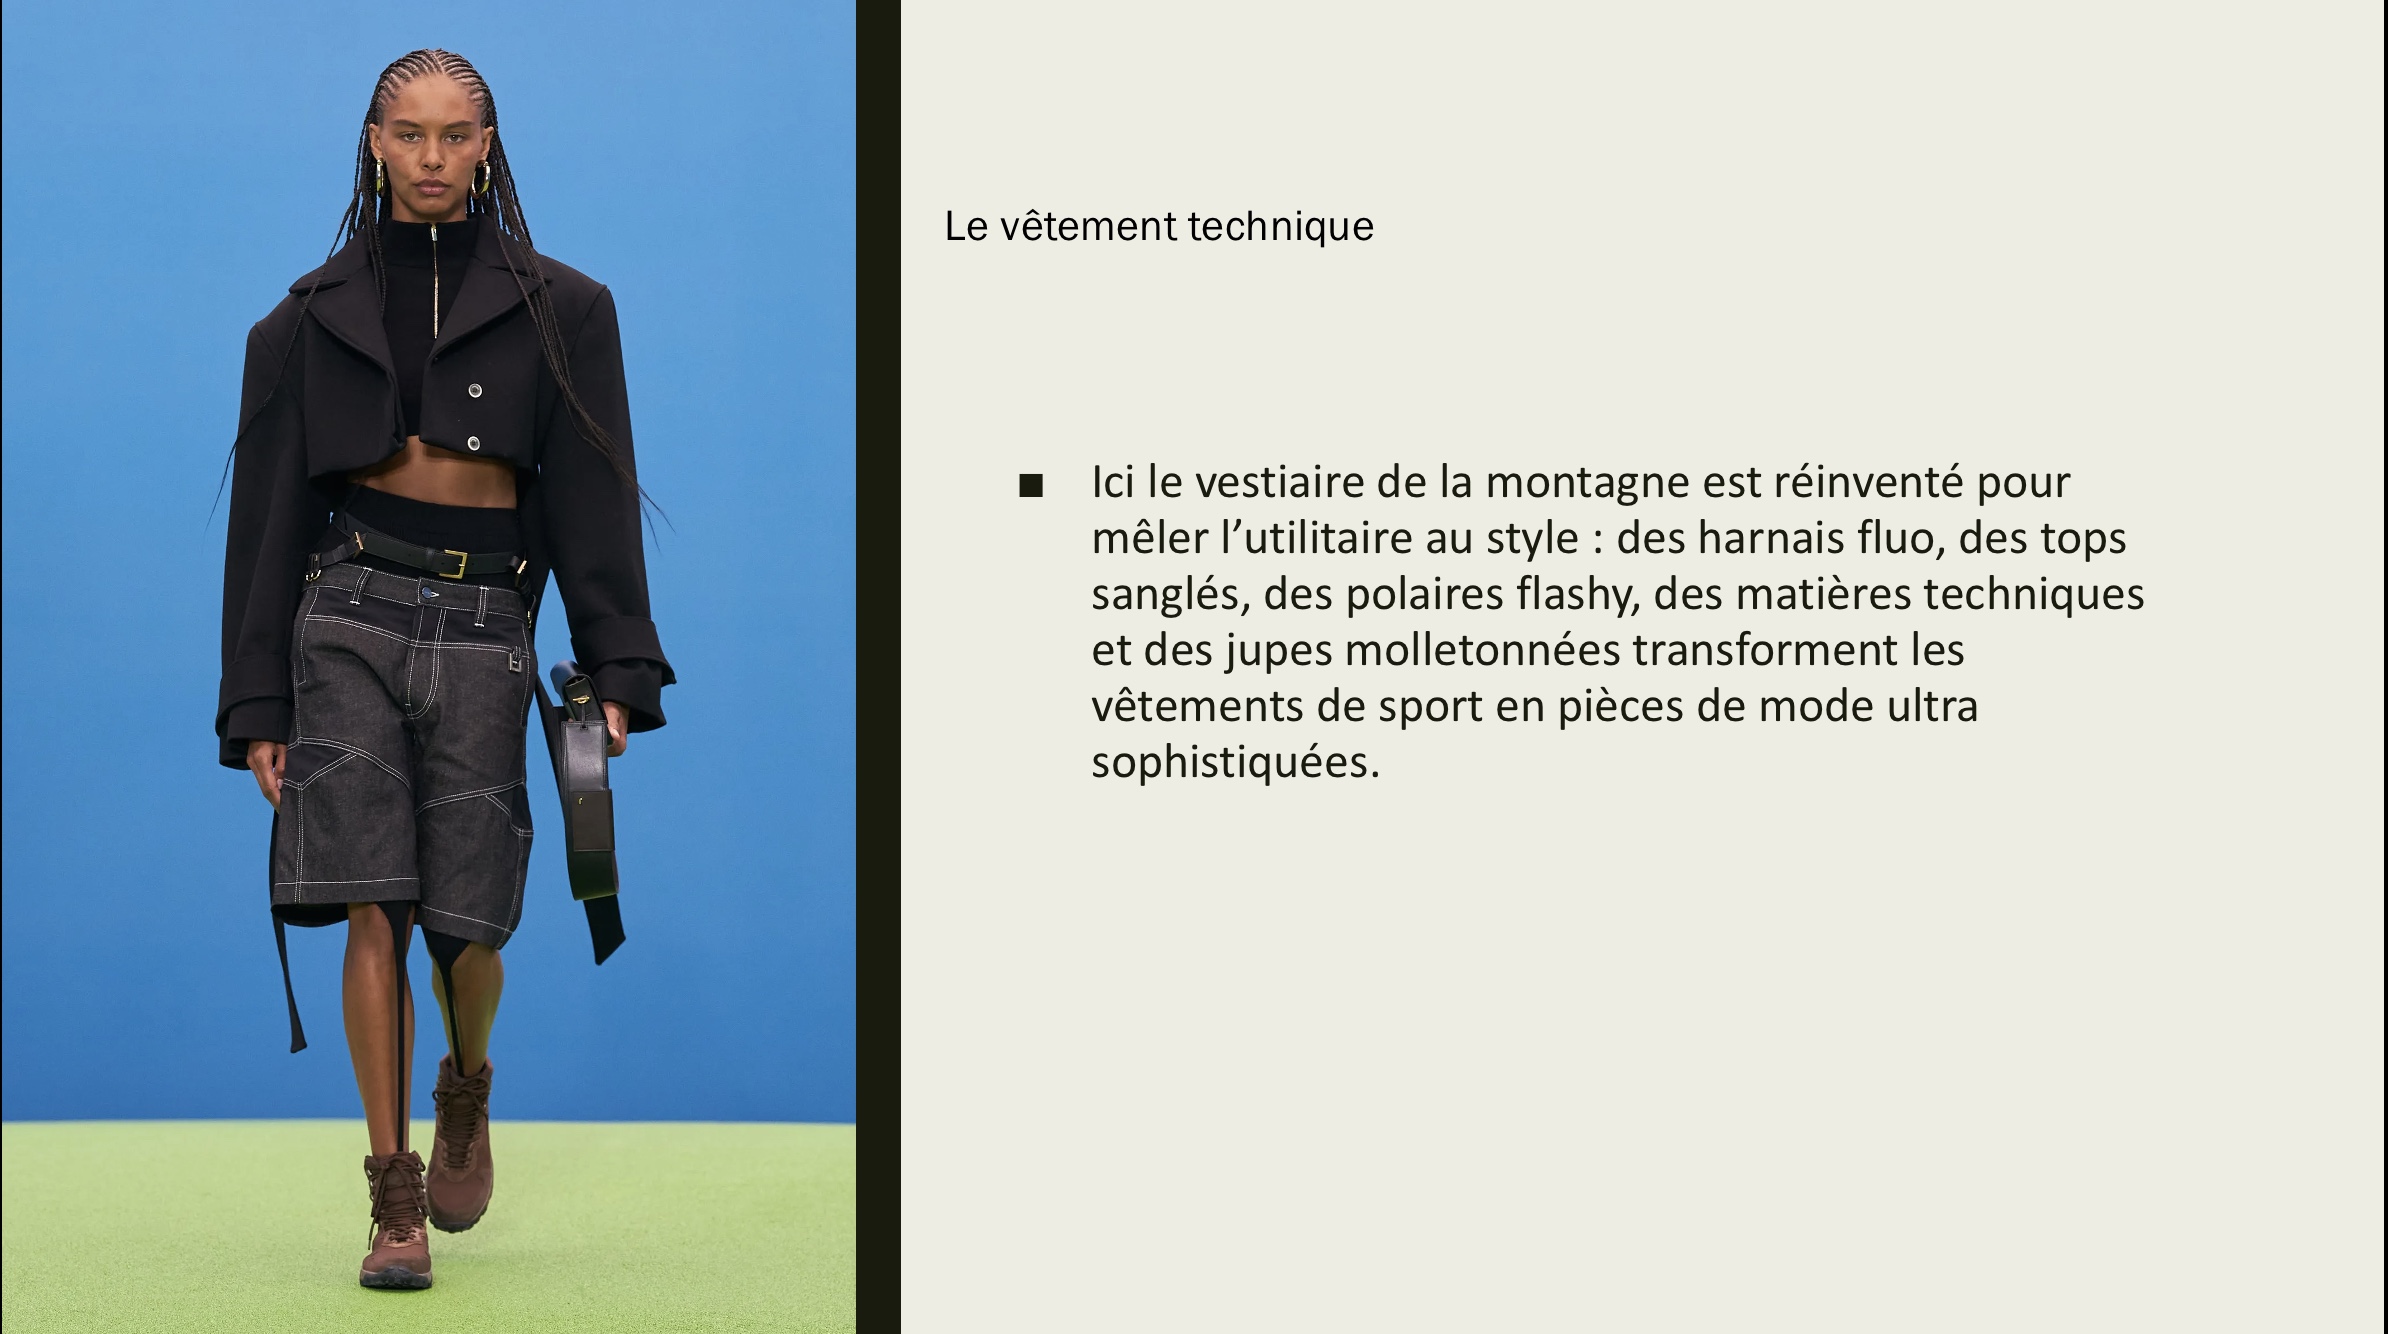 Le vêtement technique
■ Ici le vestiaire de la montagne est réinventé pour
mêler l’utilitaire au style : des harnais fluo, des tops
sanglés, des polaires flashy, des matières techniques
et des jupes molletonnées transforment les
vêtements de sport en pièces de mode ultra
sophistiquées.